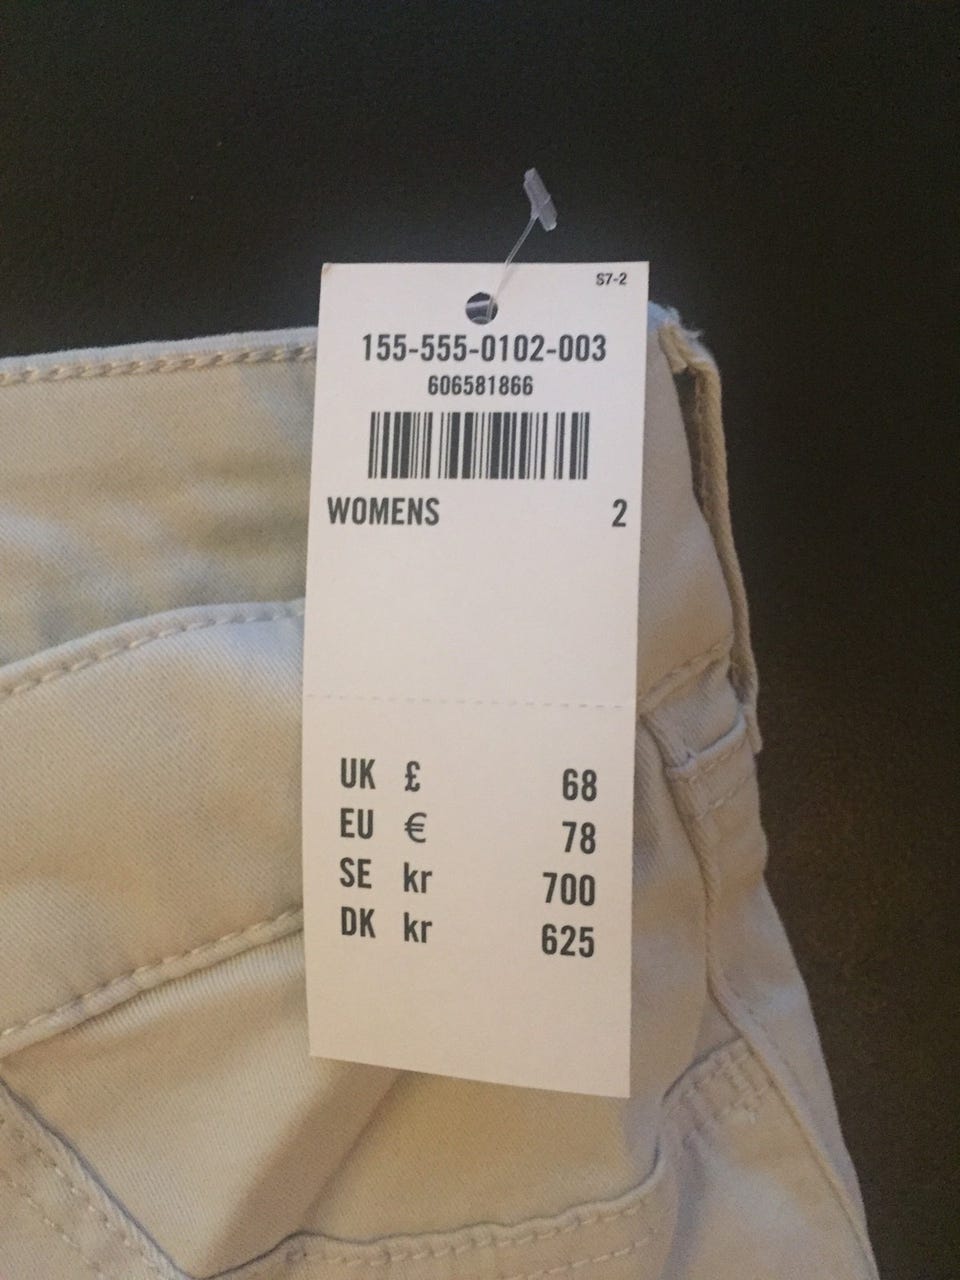 S7-2
155-555-0102-003
606581866
WOMENS 2
UK £ 68
EU € 78
SE kr 700
DK kr 625